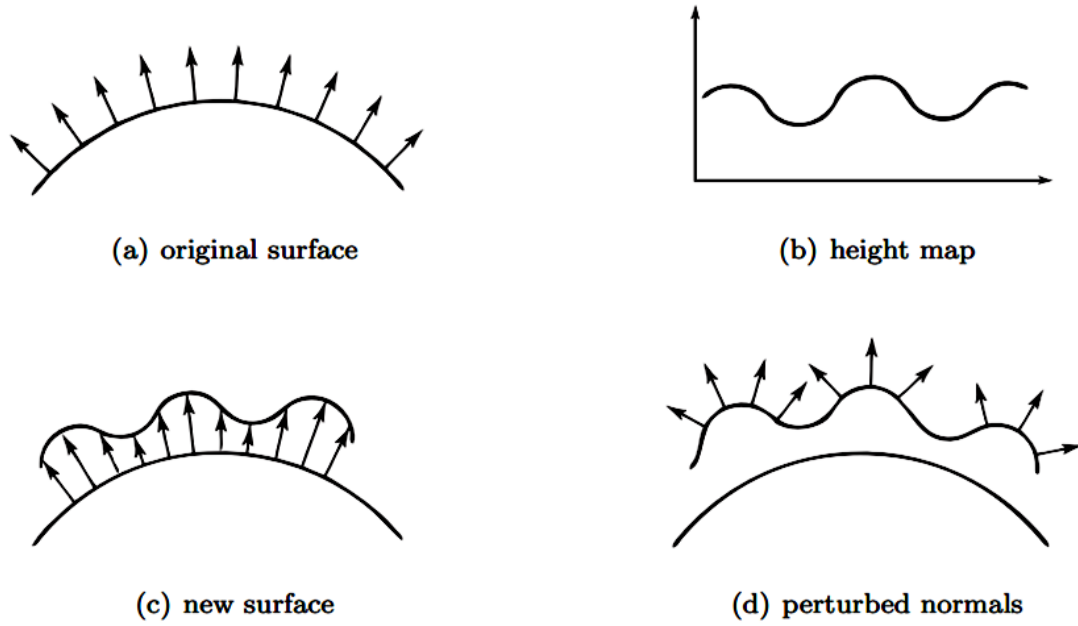 (a) original surface
(b) height map
(c) new surface
(d) perturbed normals